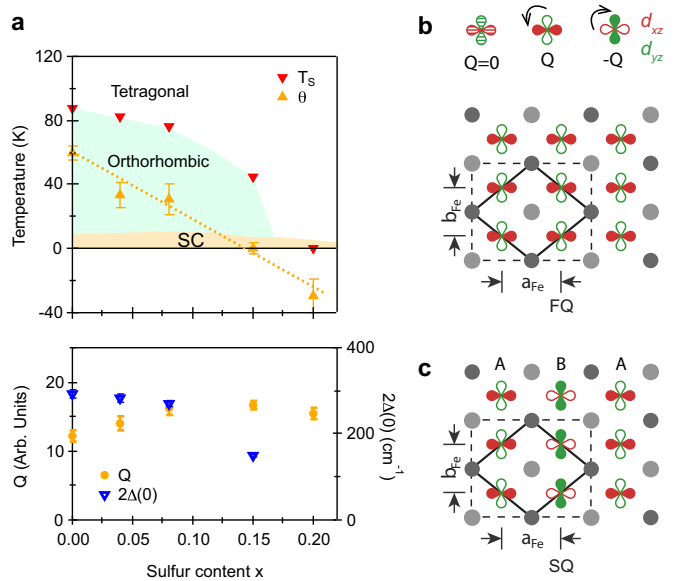 a
120
80
40
0
-40
Temperature (K)
Tetragonal
Orthorhombic
SC
T_S
θ
20
15
10
5
0
Q (Arb. Units)
400
300
200
100
0
2Δ(0) (cm⁻¹)
Q
2Δ(0)
0.00 0.05 0.10 0.15 0.20
Sulfur content x
b
d_xz
d_yz
Q=0 Q -Q
b_Fe
a_Fe
FQ
c
A B A
b_Fe
a_Fe
SQ